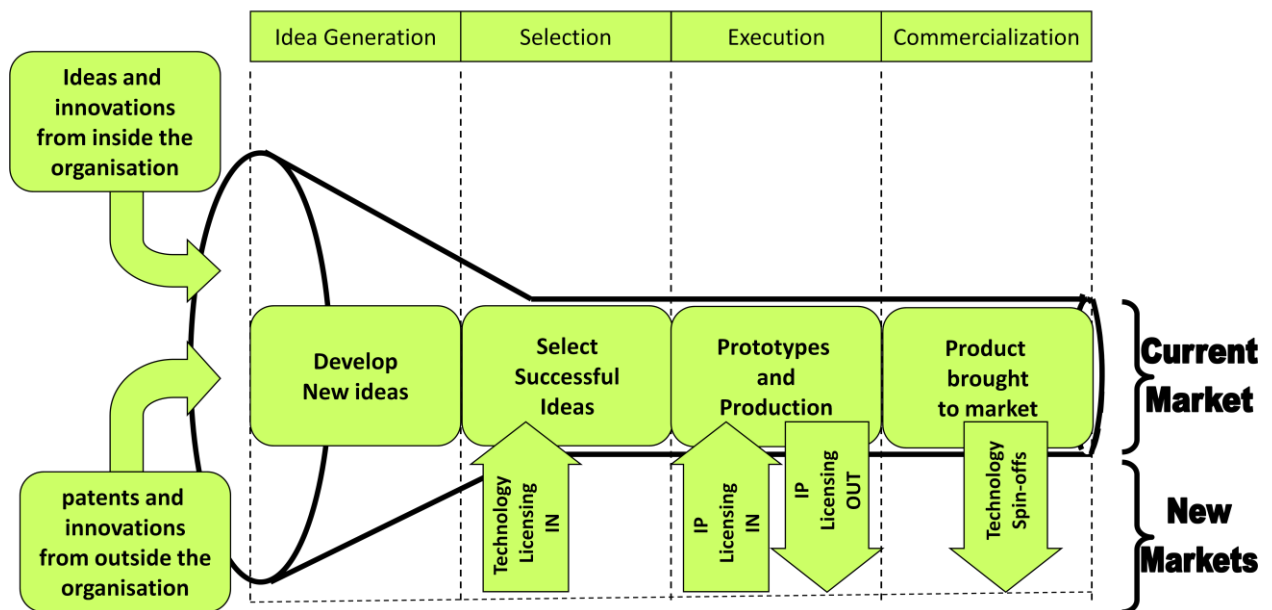 Idea Generation
Selection
Execution
Commercialization
Ideas and
innovations
from inside the
organisation
Develop
New ideas
Select
Successful
Ideas
Prototypes
and
Production
Product
brought
to market
Current
Market
patents and
innovations
from outside the
organisation
Technology
Licensing
IN
IP
Licensing
IN
IP
Licensing
OUT
Technology
Spin-offs
New
Markets